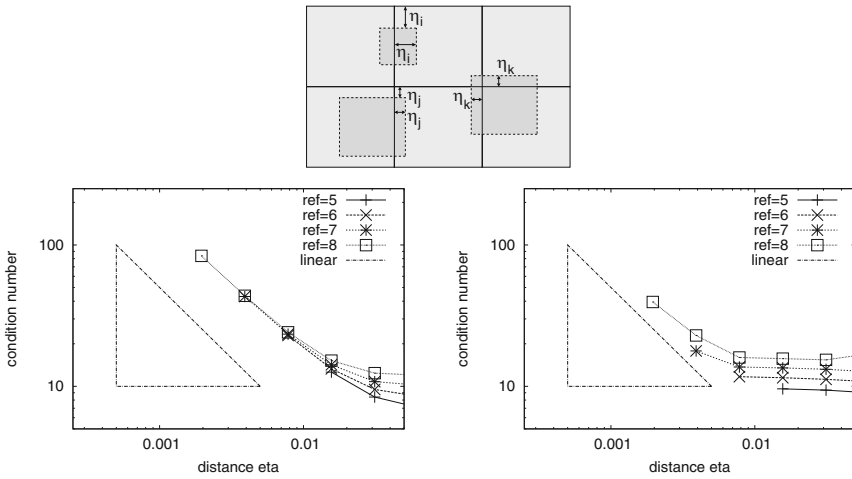 ηi
ηi
ηk
ηj
ηk
ηj
100
10
condition number
0.001
0.01
distance eta
ref=5
ref=6
ref=7
ref=8
linear
100
10
condition number
0.001
0.01
distance eta
ref=5
ref=6
ref=7
ref=8
linear